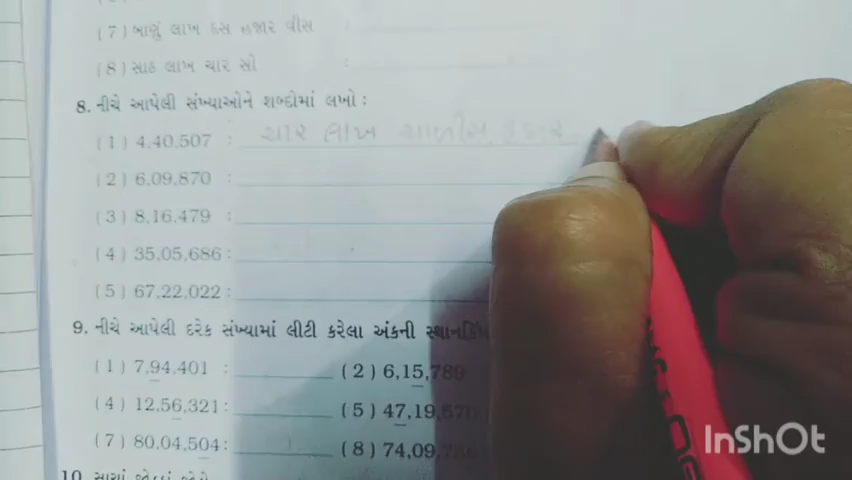 (7) બાણું લાખ દસ હજાર વીસ :
(8) સાઠ લાખ ચાર સો :
8. નીચે આપેલી સંખ્યાઓને શબ્દોમાં લખો :
(1) 4,40,507 : ચાર લાખ ચાળીસ હજાર
(2) 6,09,870 :
(3) 8,16,479 :
(4) 35,05,686 :
(5) 67,22,022 :
9. નીચે આપેલી દરેક સંખ્યામાં લીટી કરેલા અંકની
(1) 7,94,401 : (2) 6,15,789
(4) 12,56,321 : (5) 47,19,570
(7) 80,04,504 : (8) 74,09,
10. સાચાં જોડકાં જોડો
InShOt